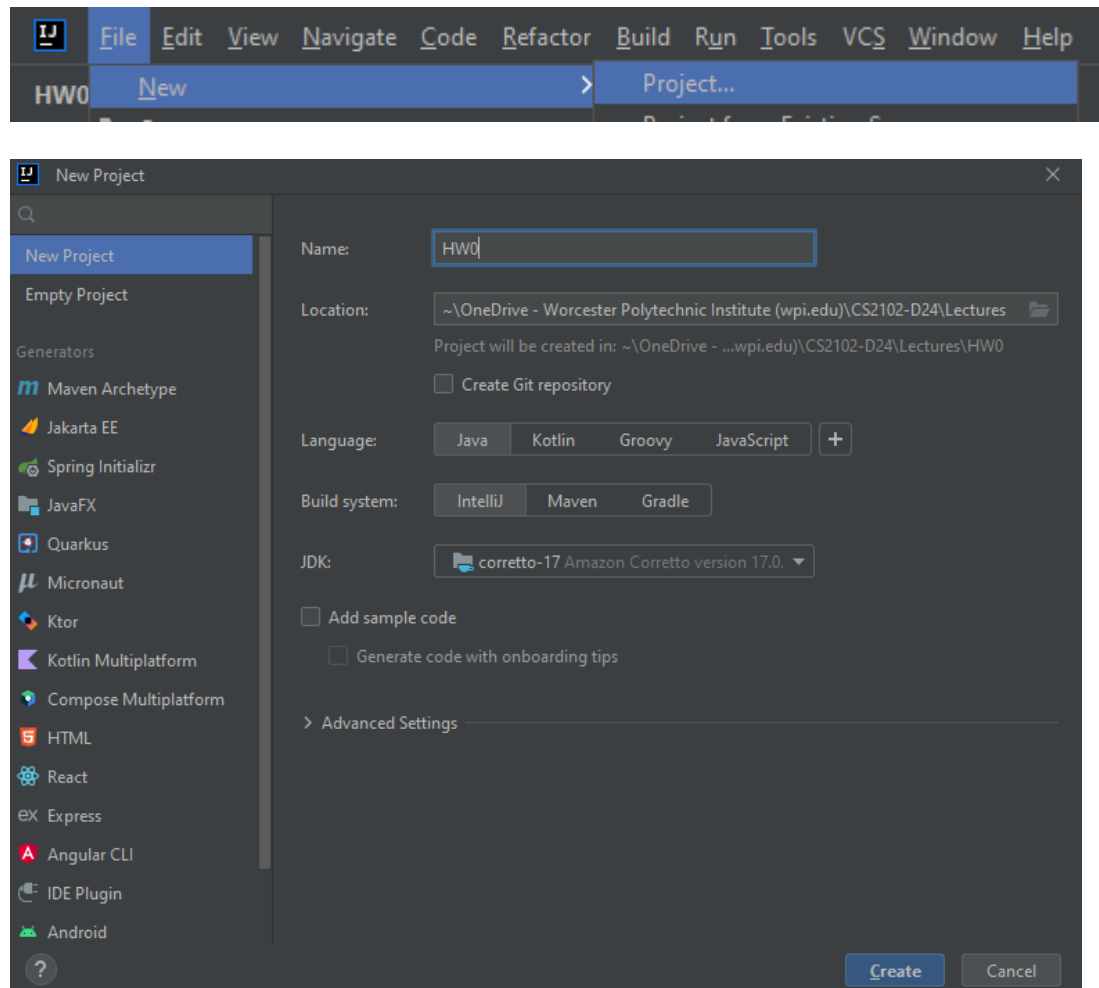 IJ File Edit View Navigate Code Refactor Build Run Tools VCS Window Help
HW0 New Project...
IJ New Project
New Project
Empty Project
Generators
Maven Archetype
Jakarta EE
Spring Initializr
JavaFX
Quarkus
Micronaut
Ktor
Kotlin Multiplatform
Compose Multiplatform
HTML
React
ex Express
Angular CLI
IDE Plugin
Android
?
Name: HW0
Location: ~\OneDrive - Worcester Polytechnic Institute (wpi.edu)\CS2102-D24\Lectures
Project will be created in: ~\OneDrive - ...wpi.edu)\CS2102-D24\Lectures\HW0
Create Git repository
Language: Java Kotlin Groovy JavaScript +
Build system: IntelliJ Maven Gradle
JDK: corretto-17 Amazon Corretto version 17.0.
Add sample code
Generate code with onboarding tips
Advanced Settings
Create Cancel